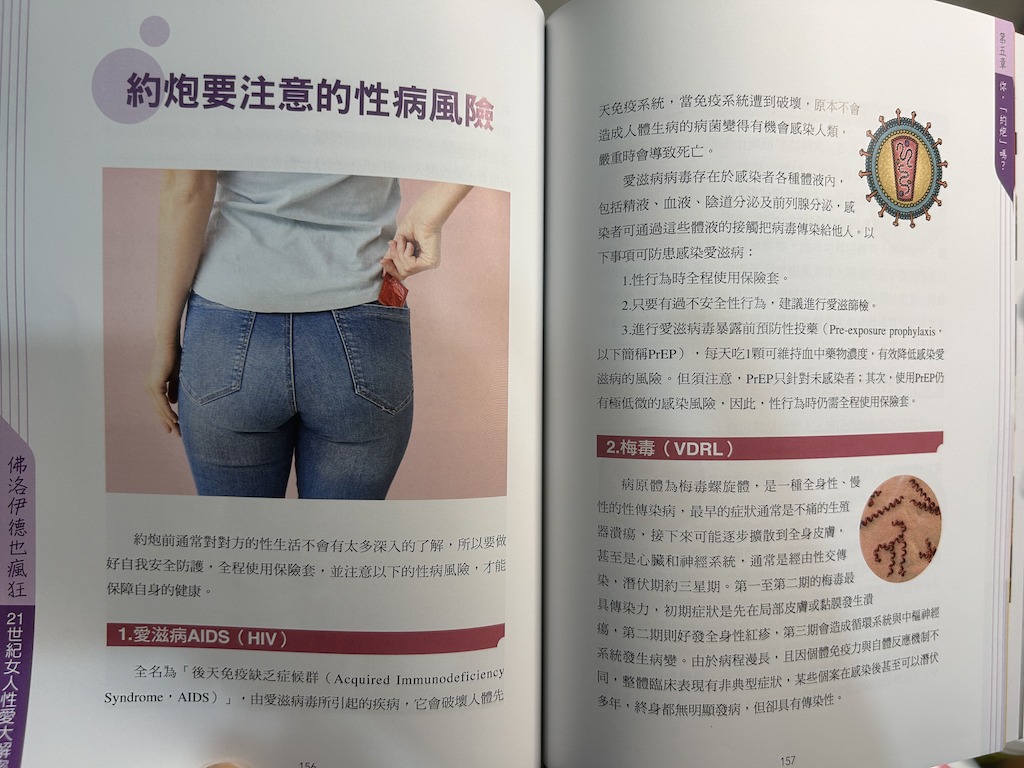 約炮要注意的性病風險
約炮前通常對對方的性生活不會有太多深入的了解，所以要做
好自我安全防護，全程使用保險套，並注意以下的性病風險，才能
保障自身的健康。
1.愛滋病AIDS（HIV）
全名為「後天免疫缺乏症候群（Acquired Immunodeficiency
Syndrome，AIDS）」，由愛滋病毒所引起的疾病，它會破壞人體先
156
佛洛伊德也瘋狂
21世紀女人性愛大解
天免疫系統，當免疫系統遭到破壞，原本不會
造成人體生病的病菌變得有機會感染人類，
嚴重時會導致死亡。
愛滋病病毒存在於感染者各種體液內，
包括精液、血液、陰道分泌及前列腺分泌，感
染者可通過這些體液的接觸把病毒傳染給他人。以
下事項可防患感染愛滋病：
1.性行為時全程使用保險套。
2.只要有過不安全性行為，建議進行愛滋篩檢。
3.進行愛滋病毒暴露前預防性投藥（Pre-exposure prophylaxis，
以下簡稱PrEP），每天吃1顆可維持血中藥物濃度，有效降低感染愛
滋病的風險。但須注意，PrEP只針對未感染者；其次，使用PrEP仍
有極低微的感染風險，因此，性行為時仍需全程使用保險套。
2.梅毒（VDRL）
病原體為梅毒螺旋體，是一種全身性、慢
性的性傳染病，最早的症狀通常是不痛的生殖
器潰瘍，接下來可能逐步擴散到全身皮膚，
甚至是心臟和神經系統，通常是經由性交傳
染，潛伏期約三星期。第一至第二期的梅毒最
具傳染力，初期症狀是先在局部皮膚或黏膜發生潰
瘍，第二期則好發全身性紅疹，第三期會造成循環系統與中樞神經
系統發生病變。由於病程漫長，且因個體免疫力與自體反應機制不
同，整體臨床表現有非典型症狀，某些個案在感染後甚至可以潛伏
多年，終身都無明顯發病，但卻具有傳染性。
157
第五章
你，「約炮」嗎？